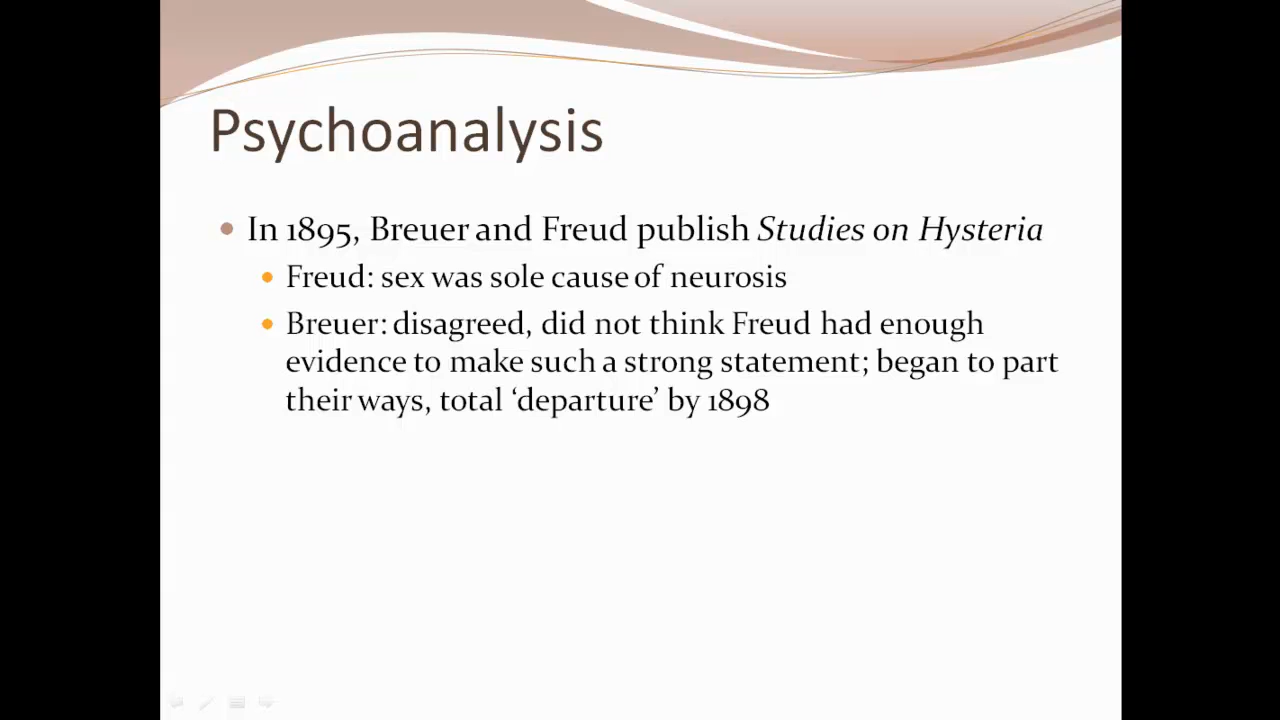 Psychoanalysis
In 1895, Breuer and Freud publish Studies on Hysteria
Freud: sex was sole cause of neurosis
Breuer: disagreed, did not think Freud had enough
evidence to make such a strong statement; began to part
their ways, total ‘departure’ by 1898